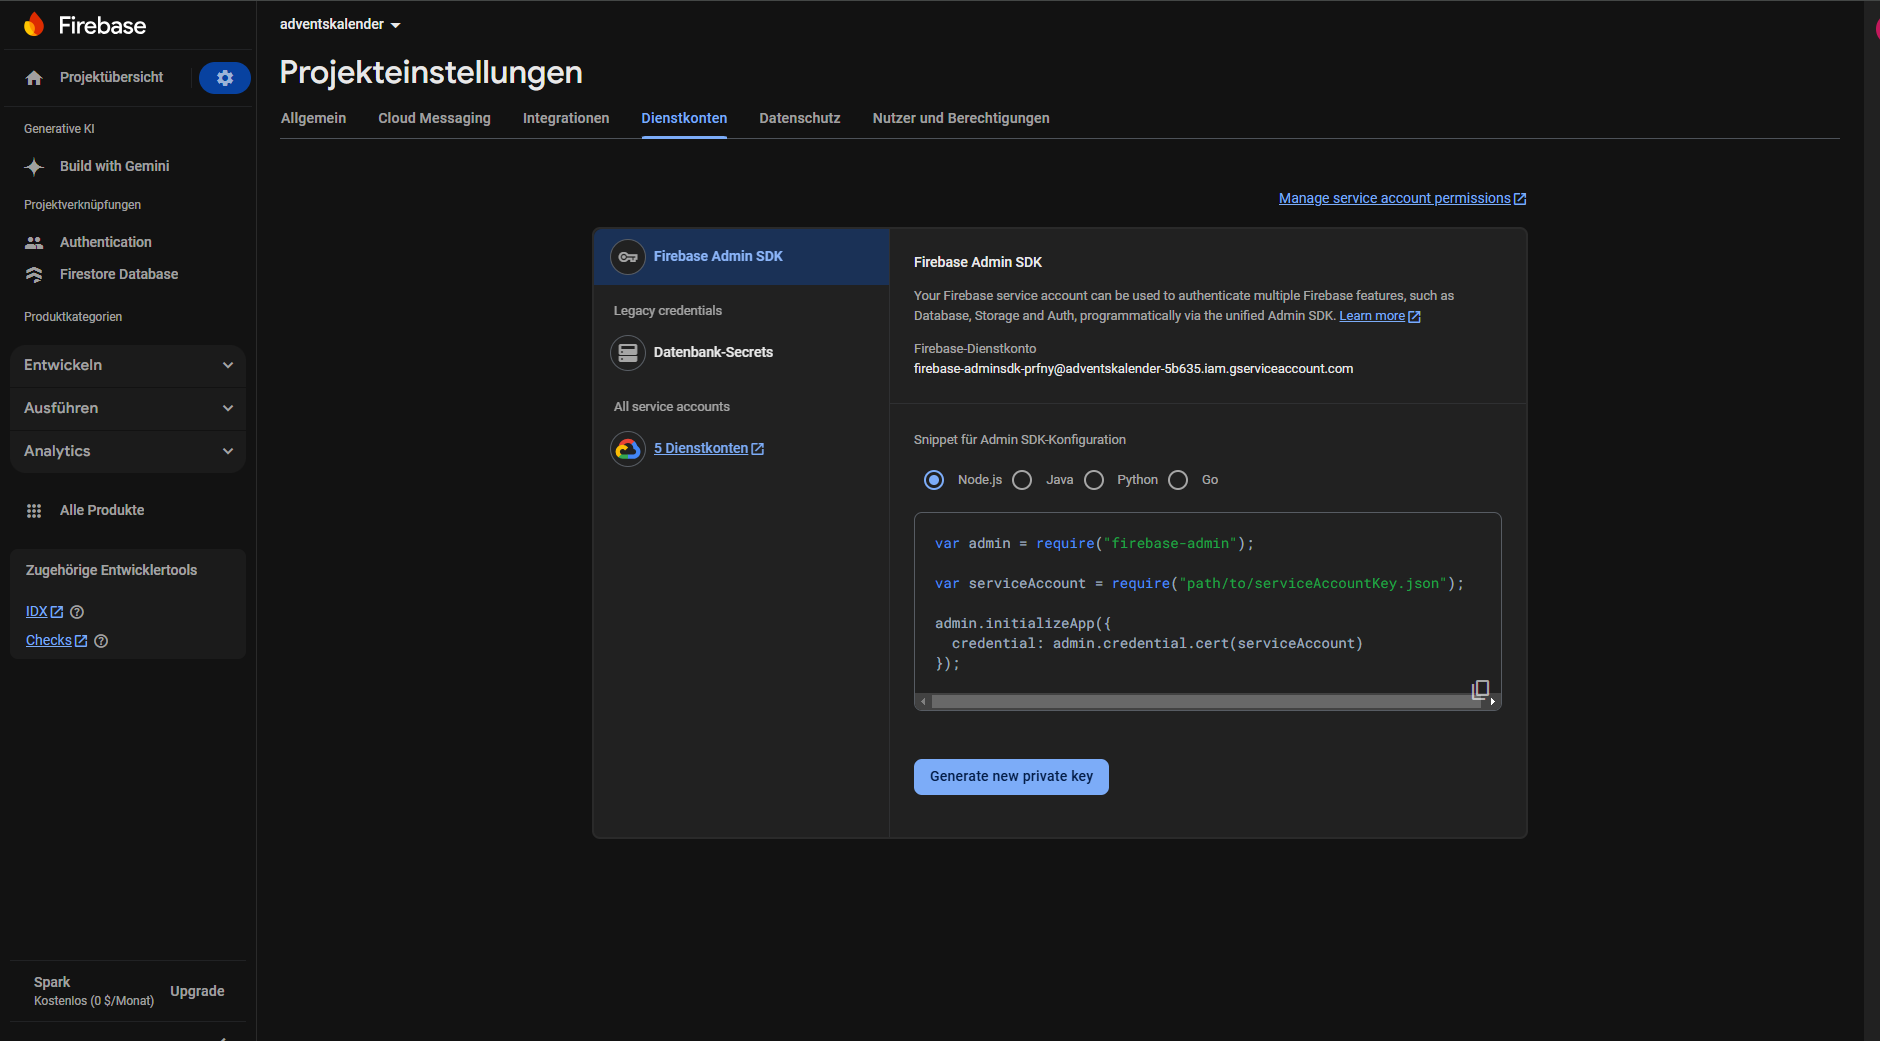 Firebase
Projektübersicht
Generative KI
Build with Gemini
Projektverknüpfungen
Authentication
Firestore Database
Produktkategorien
Entwickeln
Ausführen
Analytics
Alle Produkte
Zugehörige Entwicklertools
IDX
Checks
Spark
Kostenlos (0 $/Monat)
Upgrade
adventskalender
Projekteinstellungen
Allgemein
Cloud Messaging
Integrationen
Dienstkonten
Datenschutz
Nutzer und Berechtigungen
Manage service account permissions
Firebase Admin SDK
Legacy credentials
Datenbank-Secrets
All service accounts
5 Dienstkonten
Firebase Admin SDK
Your Firebase service account can be used to authenticate multiple Firebase features, such as
Database, Storage and Auth, programmatically via the unified Admin SDK. Learn more
Firebase-Dienstkonto
firebase-adminsdk-prfny@adventskalender-5b635.iam.gserviceaccount.com
Snippet für Admin SDK-Konfiguration
Node.js Java Python Go
var admin = require("firebase-admin");
var serviceAccount = require("path/to/serviceAccountKey.json");
admin.initializeApp({
  credential: admin.credential.cert(serviceAccount)
});
Generate new private key